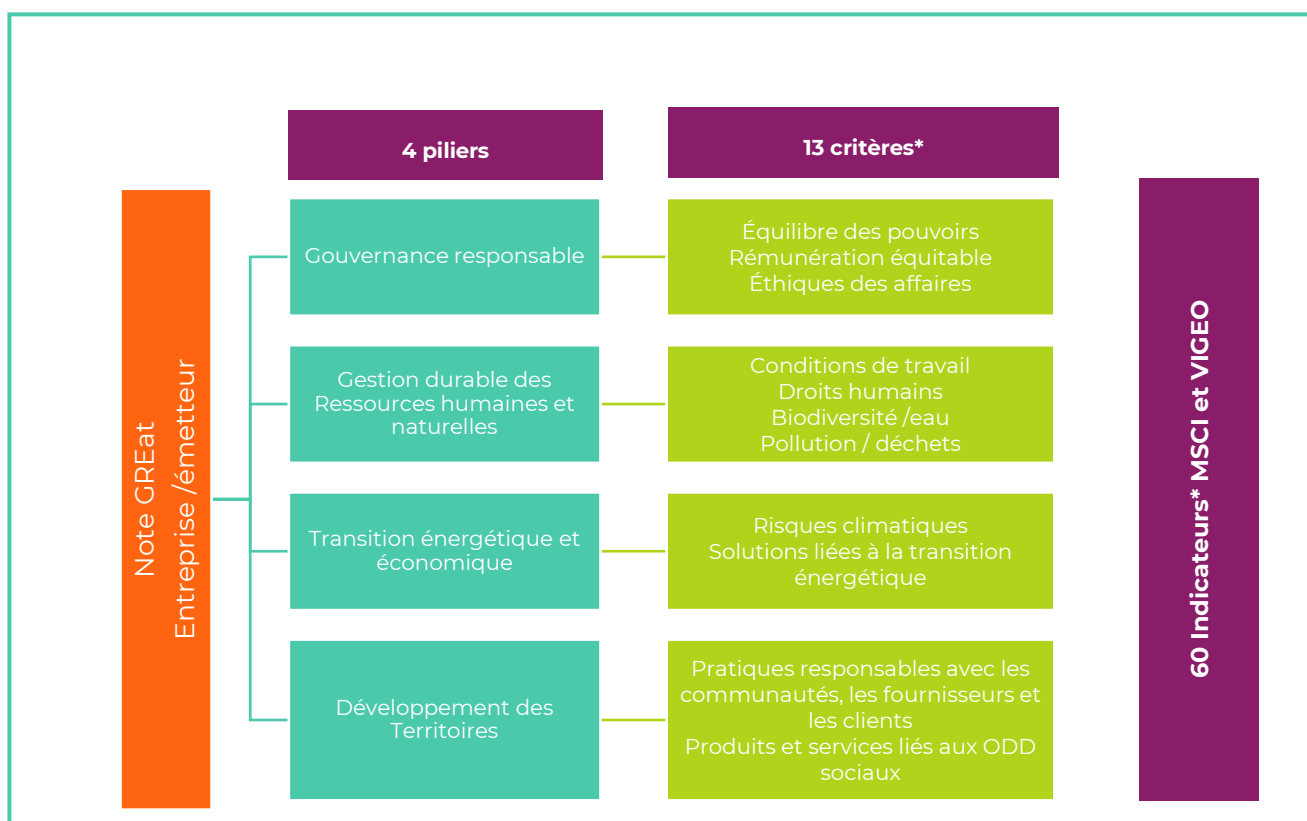 4 piliers
13 critères*
Note GREat
Entreprise /émetteur
Gouvernance responsable
Équilibre des pouvoirs
Rémunération équitable
Éthiques des affaires
Gestion durable des
Ressources humaines et
naturelles
Conditions de travail
Droits humains
Biodiversité /eau
Pollution / déchets
Transition énergétique et
économique
Risques climatiques
Solutions liées à la transition
énergétique
Développement des
Territoires
Pratiques responsables avec les
communautés, les fournisseurs et
les clients
Produits et services liés aux ODD
sociaux
60 Indicateurs* MSCI et VIGEO